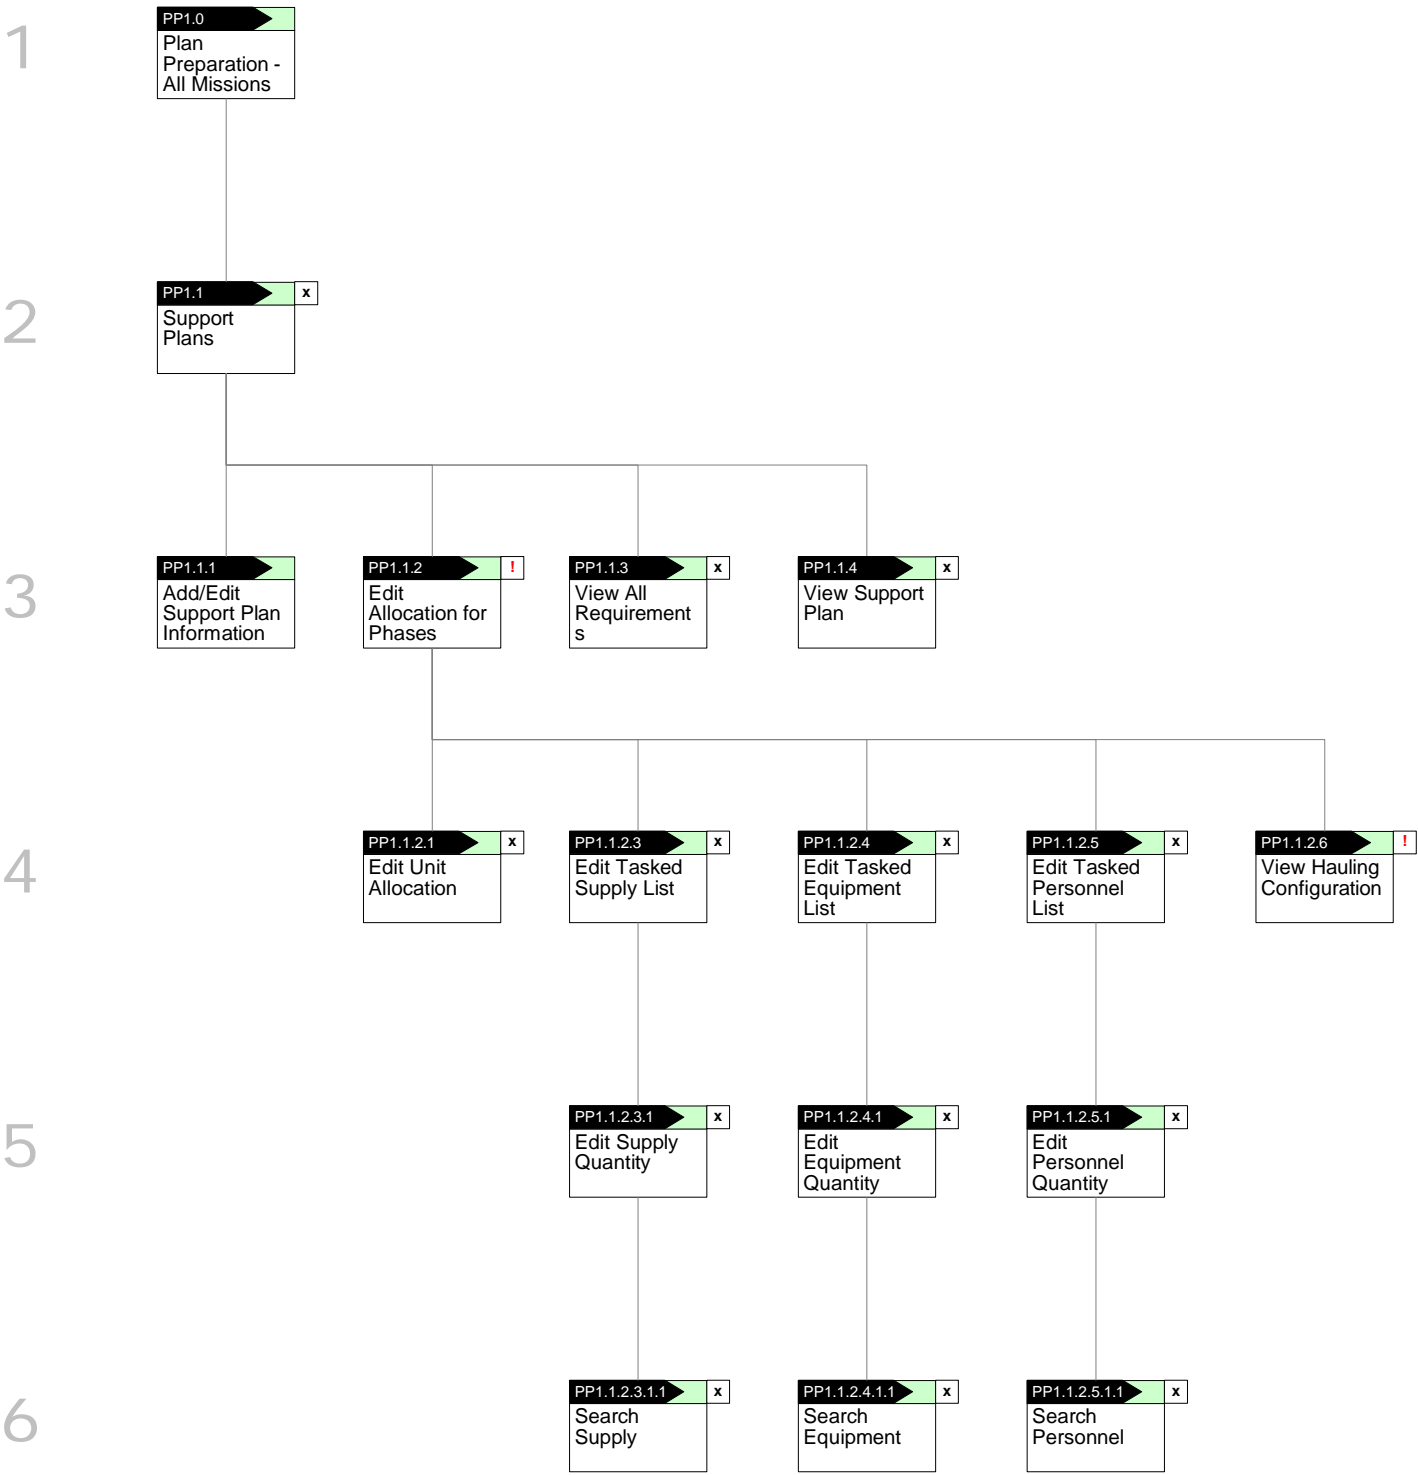 1
PP1.0
Plan
Preparation -
All Missions
2
PP1.1
x
Support
Plans
3
PP1.1.1
Add/Edit
Support Plan
Information
PP1.1.2
!
Edit
Allocation for
Phases
PP1.1.3
x
View All
Requirement
s
PP1.1.4
x
View Support
Plan
4
PP1.1.2.1
x
Edit Unit
Allocation
PP1.1.2.3
x
Edit Tasked
Supply List
PP1.1.2.4
x
Edit Tasked
Equipment
List
PP1.1.2.5
x
Edit Tasked
Personnel
List
PP1.1.2.6
!
View Hauling
Configuration
5
PP1.1.2.3.1
x
Edit Supply
Quantity
PP1.1.2.4.1
x
Edit
Equipment
Quantity
PP1.1.2.5.1
x
Edit
Personnel
Quantity
6
PP1.1.2.3.1.1
x
Search
Supply
PP1.1.2.4.1.1
x
Search
Equipment
PP1.1.2.5.1.1
x
Search
Personnel